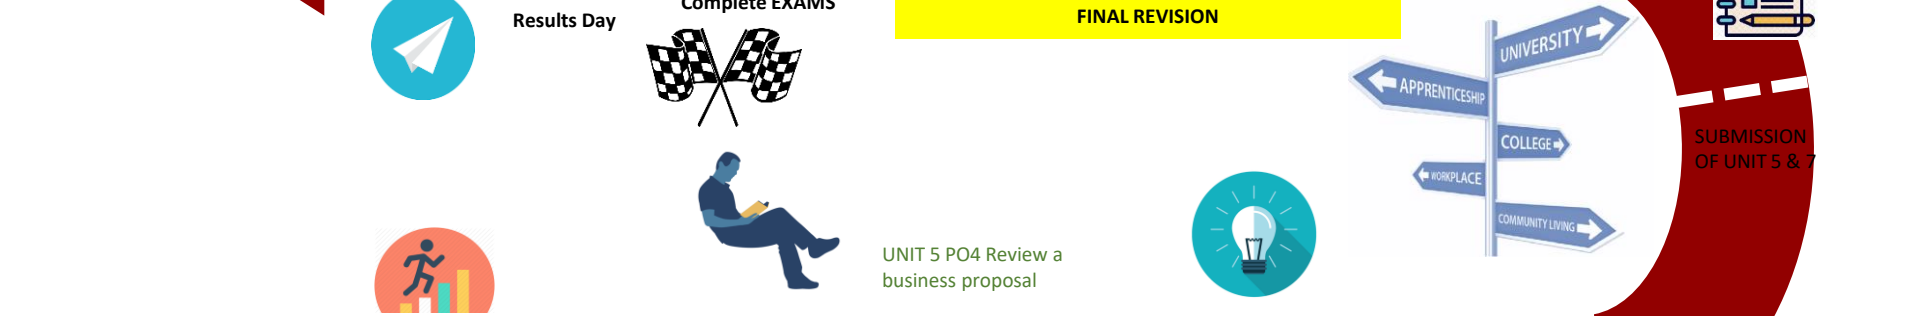 Complete EXAMS
Results Day
FINAL REVISION
UNIVERSITY
APPRENTICESHIP
COLLEGE
WORKPLACE
COMMUNITY LIVING
SUBMISSION
OF UNIT 5 & 7
UNIT 5 PO4 Review a
business proposal